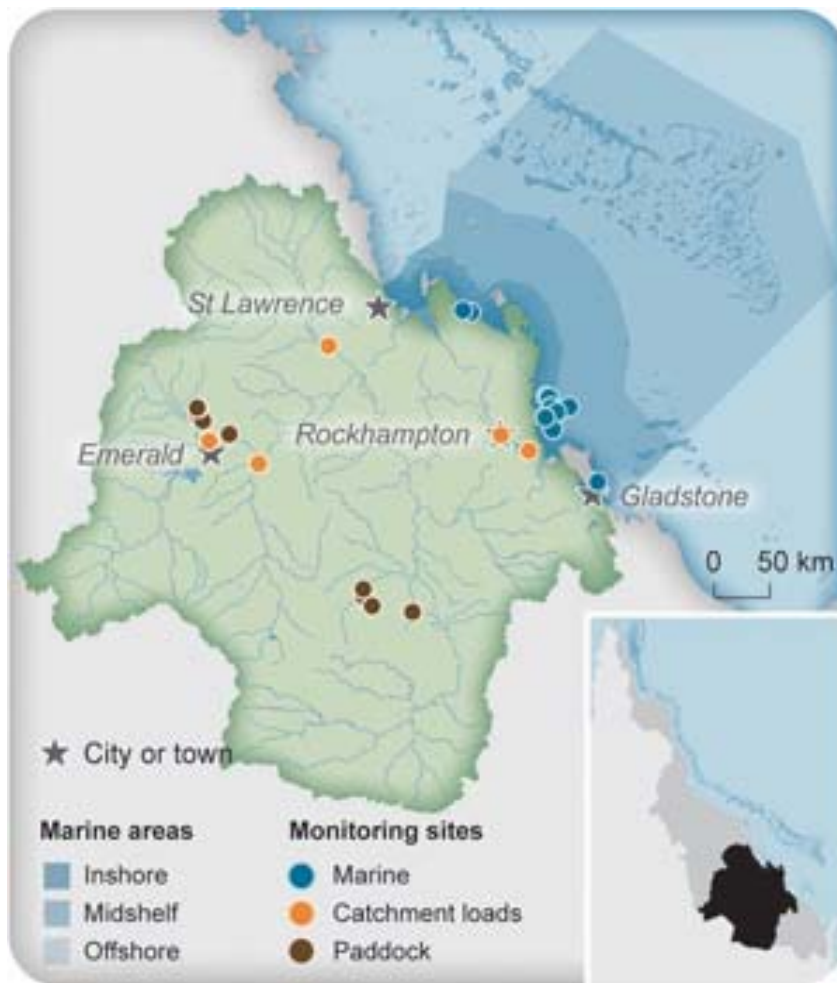 St Lawrence
Emerald
Rockhampton
Gladstone
0 50 km
City or town
Marine areas
Inshore
Midshelf
Offshore
Monitoring sites
Marine
Catchment loads
Paddock